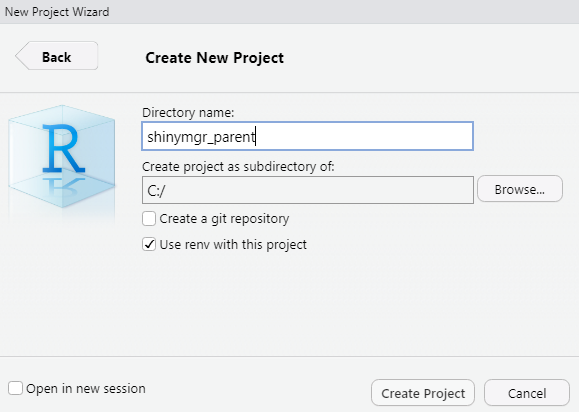 New Project Wizard
Back
Create New Project
R
Directory name:
shinymgr_parent
Create project as subdirectory of:
C:/
Browse...
Create a git repository
Use renv with this project
Open in new session
Create Project
Cancel